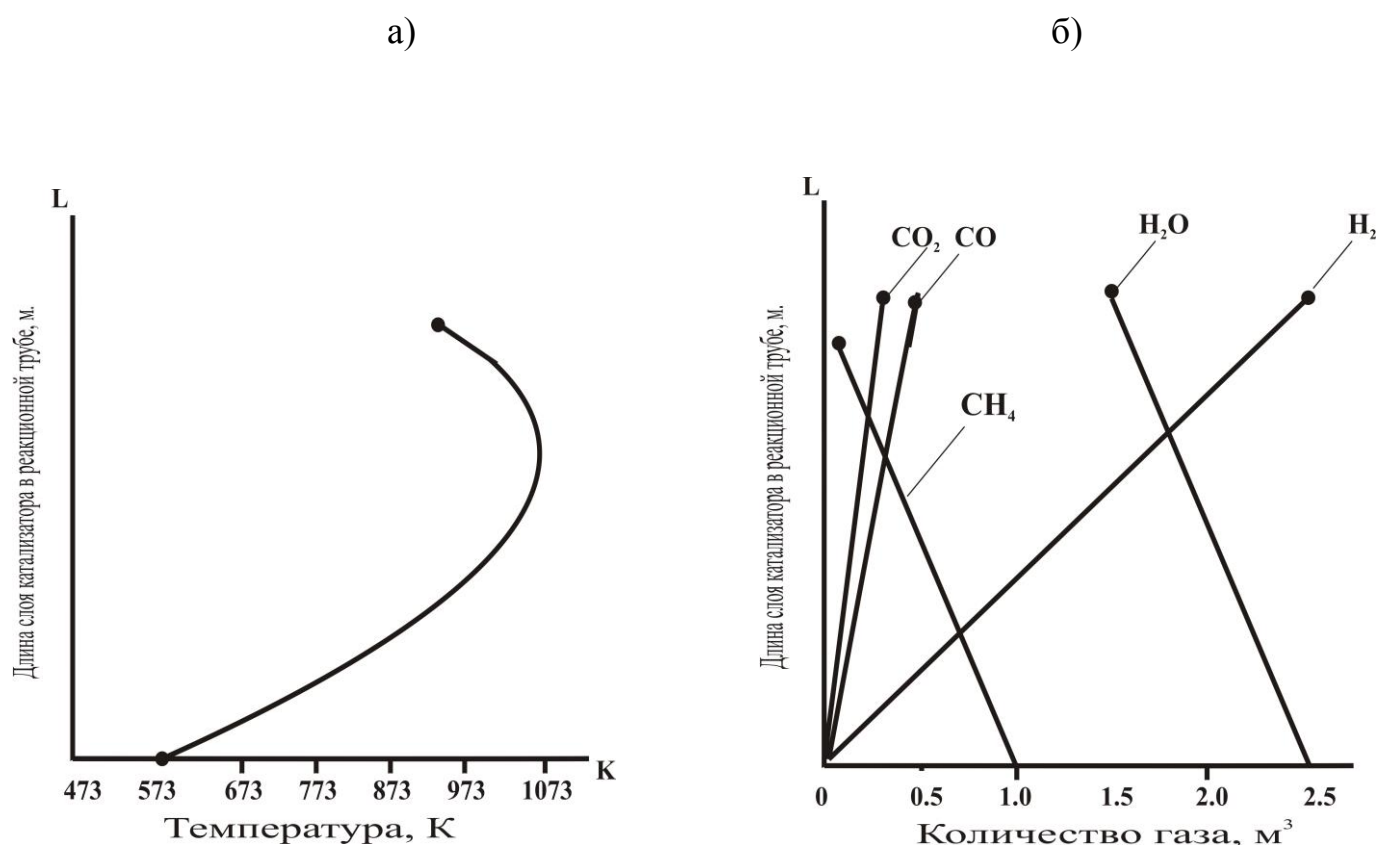 а)
б)
L
Длина слоя катализатора в реакционной трубе, м.
473 573 673 773 873 973 1073
K
Температура, К
L
Длина слоя катализатора в реакционной трубе, м.
CO₂ CO
H₂O
H₂
CH₄
0 0.5 1.0 1.5 2.0 2.5
Количество газа, м³